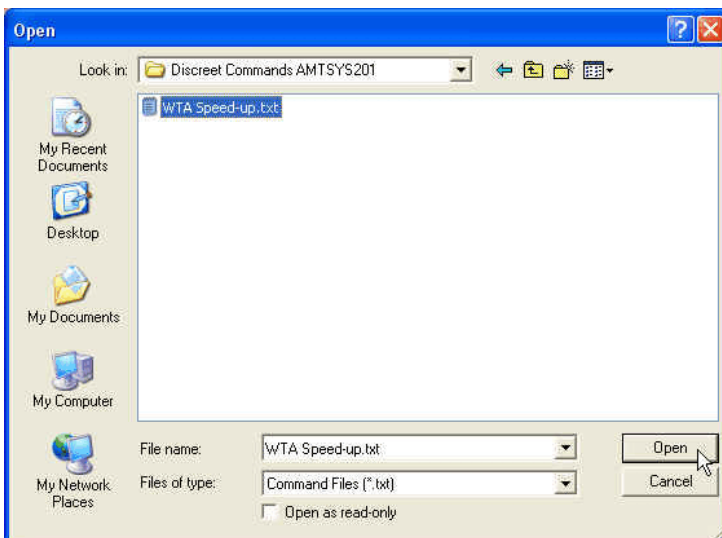 Open
Look in:
Discreet Commands AMTSYS201
WTA Speed-up.txt
My Recent
Documents
Desktop
My Documents
My Computer
My Network
Places
File name:
WTA Speed-up.txt
Open
Files of type:
Command Files (*.txt)
Cancel
Open as read-only